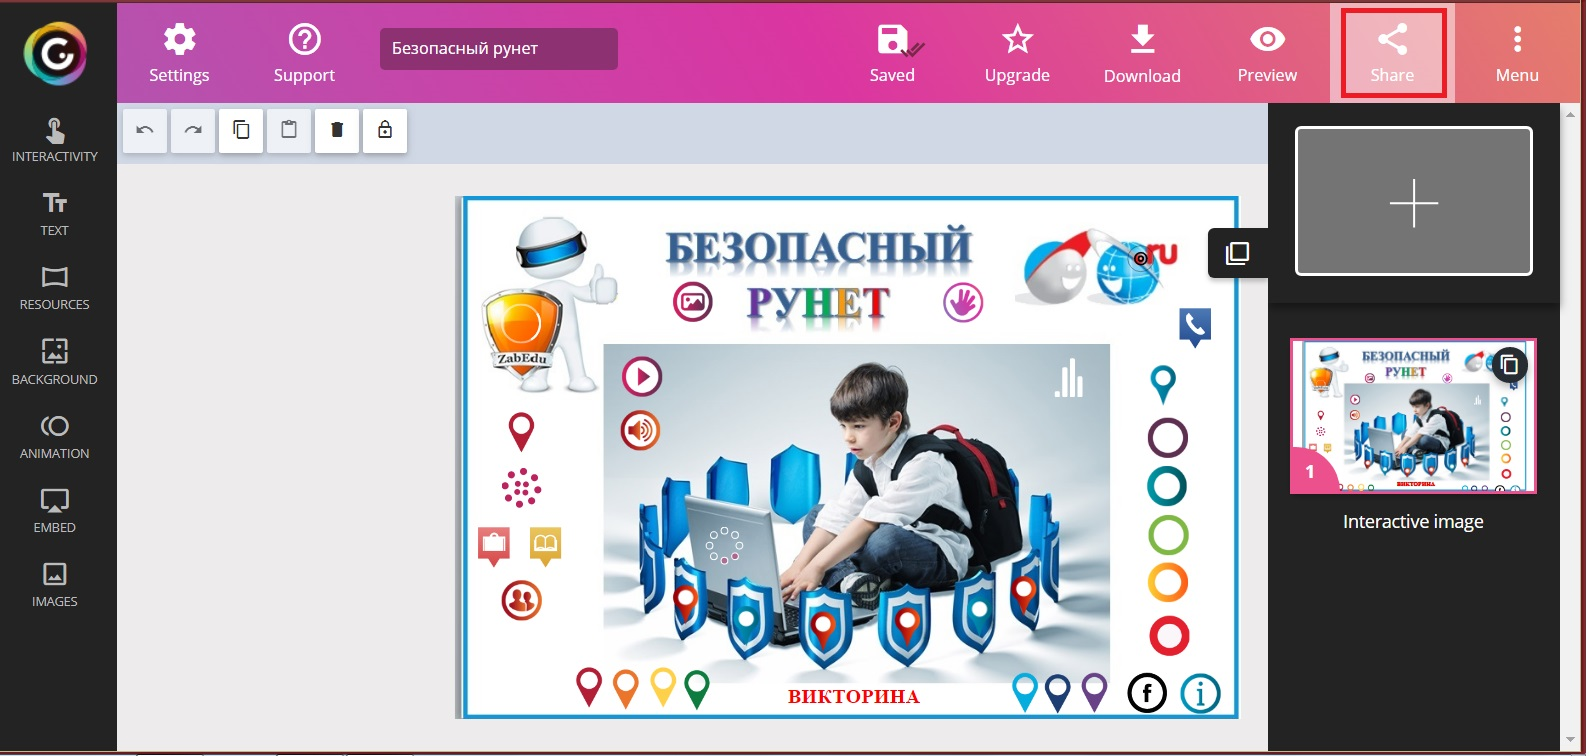 Settings
Support
Безопасный рунет
Saved
Upgrade
Download
Preview
Share
Menu
INTERACTIVITY
TEXT
RESOURCES
BACKGROUND
ANIMATION
EMBED
IMAGES
БЕЗОПАСНЫЙ
РУНЕТ
ru
ZabEdu
ВИКТОРИНА
f
i
БЕЗОПАСНЫЙ
РУНЕТ
ВИКТОРИНА
1
Interactive image